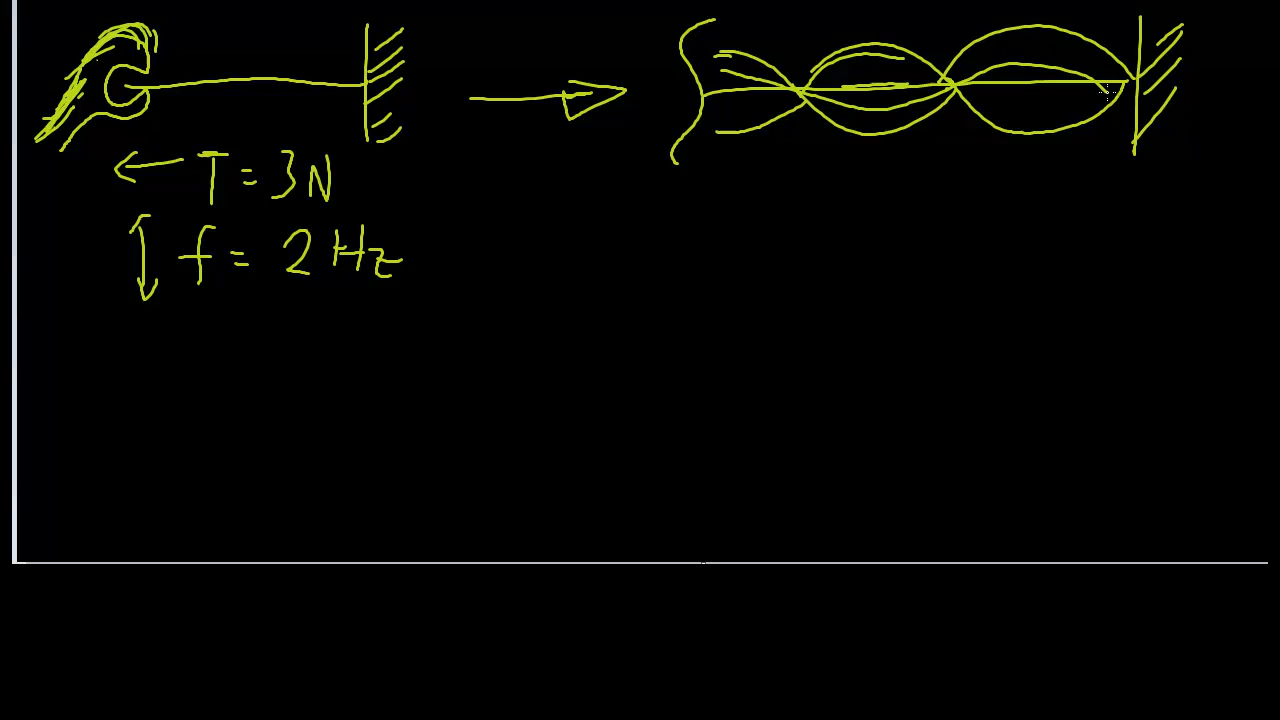 T = 3N
f = 2 Hz